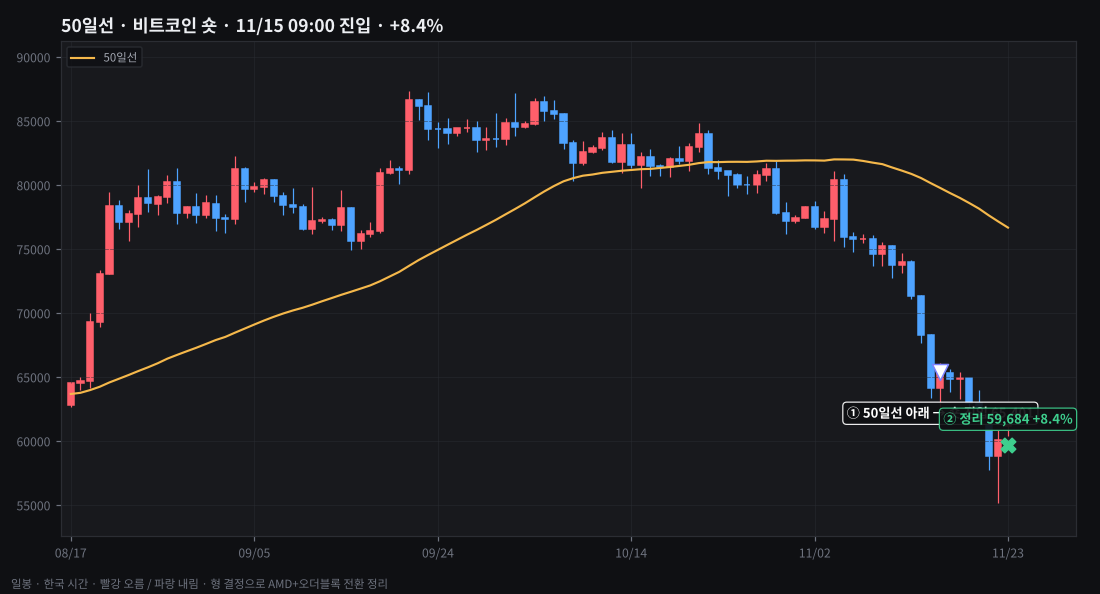 50일선 · 비트코인 숏 · 11/15 09:00 진입 · +8.4%
50일선
90000
85000
80000
75000
70000
65000
60000
55000
① 50일선 아래
② 정리 59,684 +8.4%
08/17
09/05
09/24
10/14
11/02
11/23
일봉 · 한국 시간 · 빨강 오름 / 파랑 내림 · 형 결정으로 AMD+오더블록 전환 정리